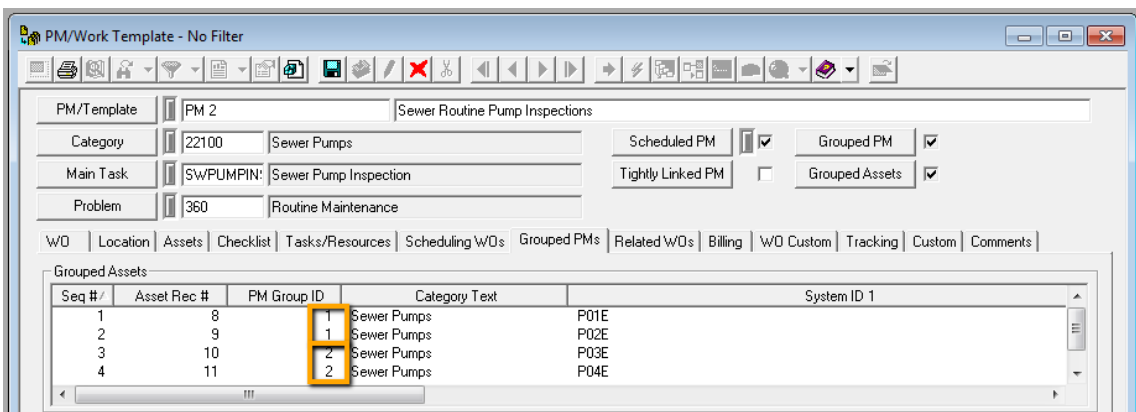 PM/Work Template - No Filter
PM/Template PM 2 Sewer Routine Pump Inspections
Category 22100 Sewer Pumps Scheduled PM Grouped PM
Main Task SWPUMPIN Sewer Pump Inspection Tightly Linked PM Grouped Assets
Problem 360 Routine Maintenance
WO Location Assets Checklist Tasks/Resources Scheduling WOs Grouped PMs Related WOs Billing WO Custom Tracking Custom Comments
Grouped Assets
Seq # Asset Rec # PM Group ID Category Text System ID 1
1 8 1 Sewer Pumps P01E
2 9 1 Sewer Pumps P02E
3 10 2 Sewer Pumps P03E
4 11 2 Sewer Pumps P04E